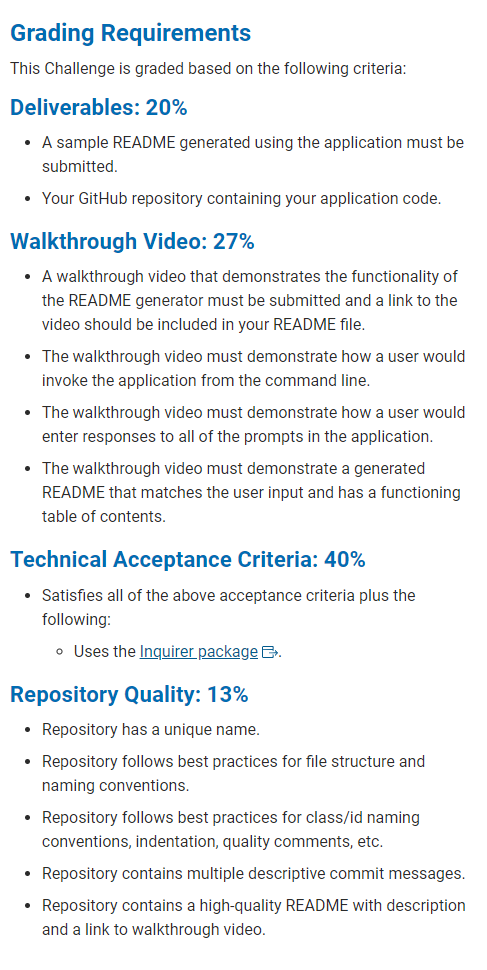 Grading Requirements
This Challenge is graded based on the following criteria:
Deliverables: 20%
• A sample README generated using the application must be
submitted.
• Your GitHub repository containing your application code.
Walkthrough Video: 27%
• A walkthrough video that demonstrates the functionality of
the README generator must be submitted and a link to the
video should be included in your README file.
• The walkthrough video must demonstrate how a user would
invoke the application from the command line.
• The walkthrough video must demonstrate how a user would
enter responses to all of the prompts in the application.
• The walkthrough video must demonstrate a generated
README that matches the user input and has a functioning
table of contents.
Technical Acceptance Criteria: 40%
• Satisfies all of the above acceptance criteria plus the
following:
◦ Uses the Inquirer package.
Repository Quality: 13%
• Repository has a unique name.
• Repository follows best practices for file structure and
naming conventions.
• Repository follows best practices for class/id naming
conventions, indentation, quality comments, etc.
• Repository contains multiple descriptive commit messages.
• Repository contains a high-quality README with description
and a link to walkthrough video.